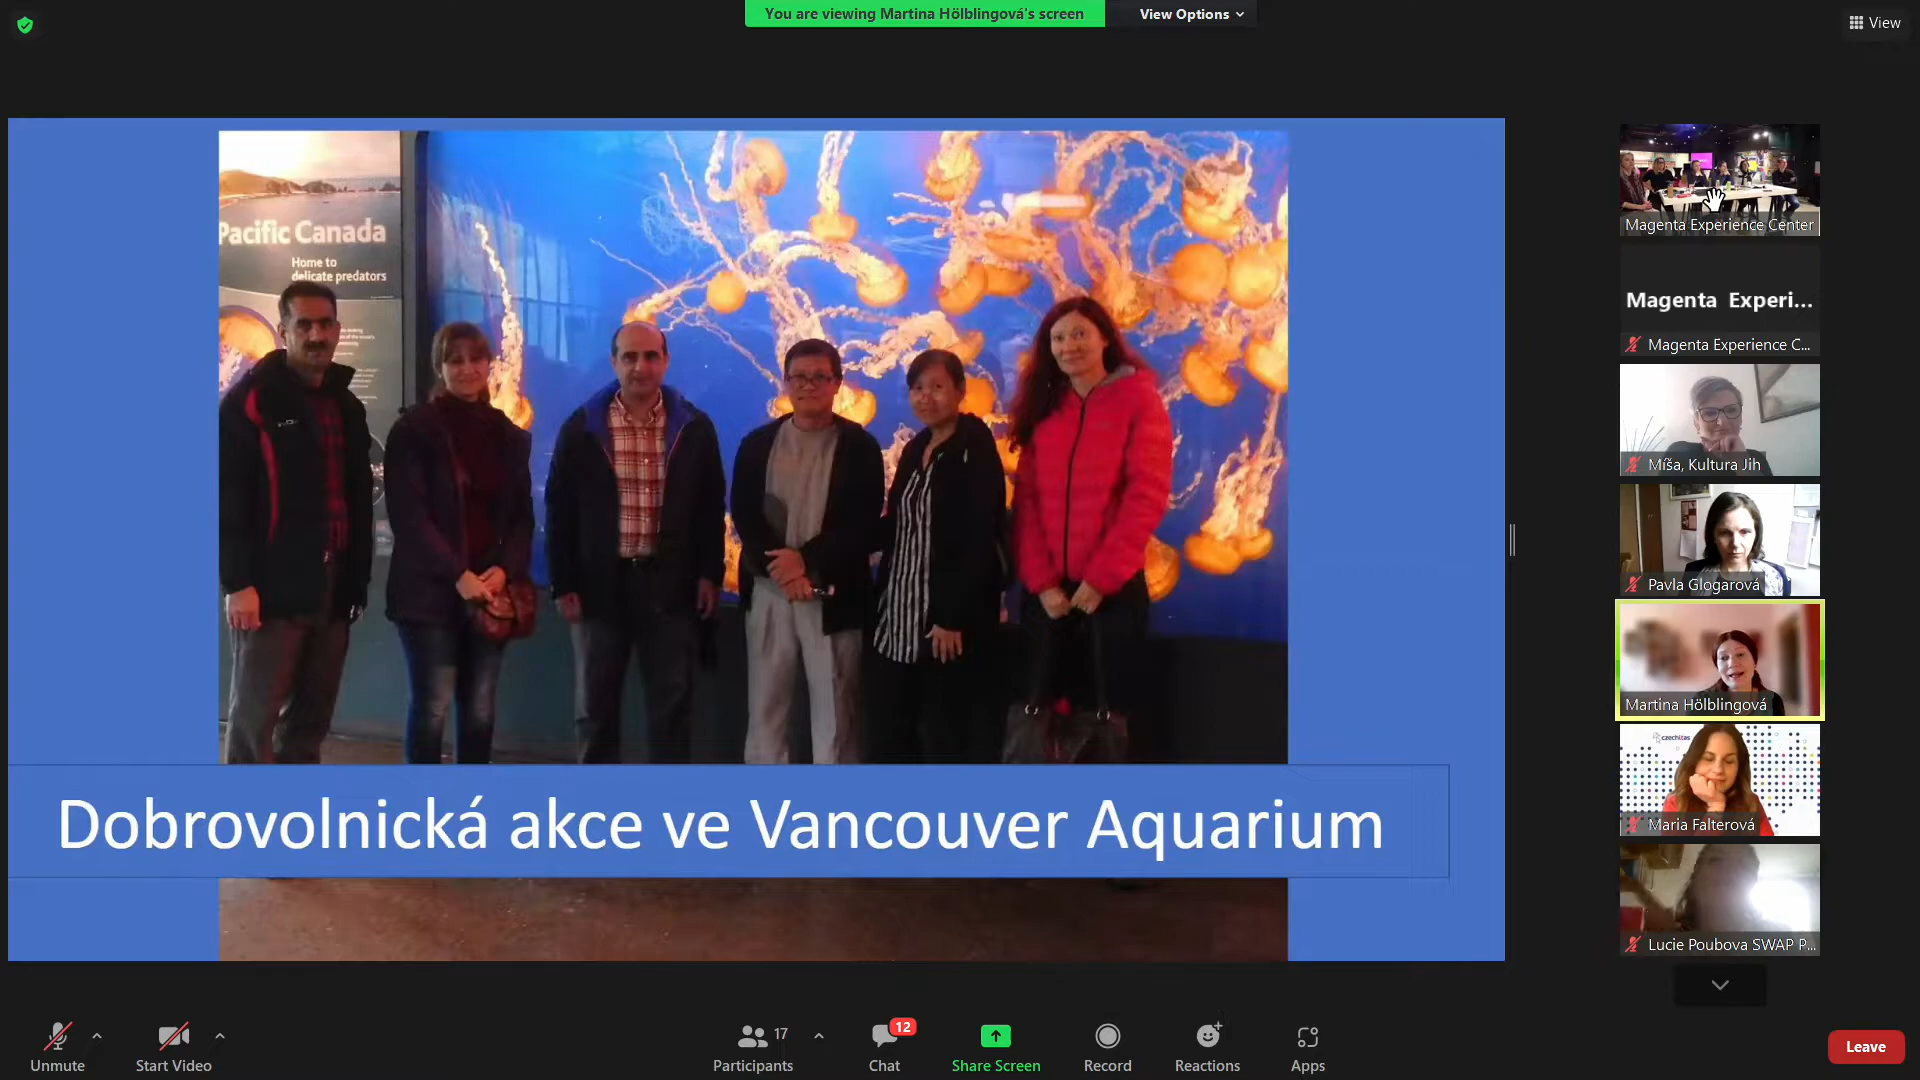 You are viewing Martina Hölblingová's screen
View Options
View
Pacific Canada
Home to
delicate predators
Dobrovolnická akce ve Vancouver Aquarium
Magenta Experience Center
Magenta Experi...
Magenta Experience C...
Míša, Kultura Jih
Pavla Glogarová
Martina Hölblingová
czechitas
Maria Falterová
Lucie Poubova SWAP P...
Unmute
Start Video
17
Participants
12
Chat
Share Screen
Record
Reactions
Apps
Leave